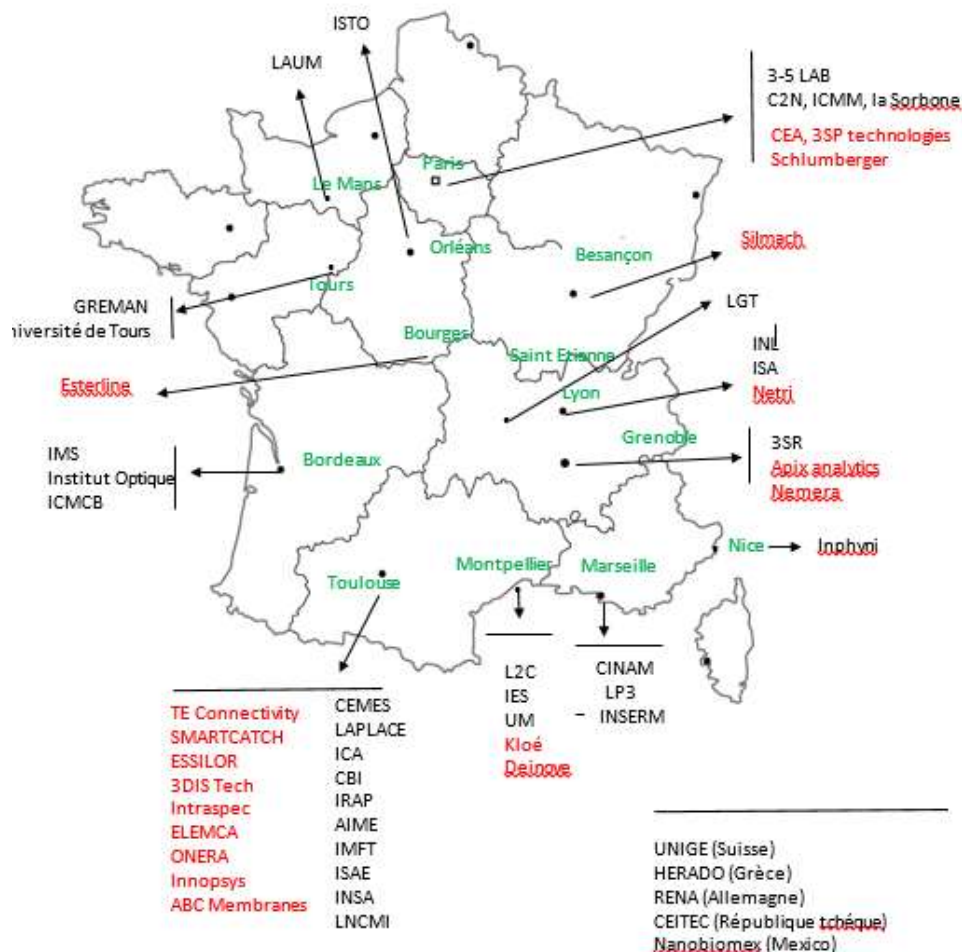 ISTO
LAUM
3-5 LAB
C2N, ICMM, la Sorbone
CEA, 3SP technologies
Schlumberger
Paris
Le Mans
Orléans
Besançon
Silmach
Tours
GREMAN
niversité de Tours
LGT
Bourges
Saint Etienne
INL
ISA
Netri
Esterline
Lyon
Grenoble
3SR
Apix analytics
Nemera
IMS
Institut Optique
ICMCB
Bordeaux
Nice
Inphyni
Toulouse
Montpellier
Marseille
TE Connectivity
SMARTCATCH
ESSILOR
3DIS Tech
Intraspec
ELEMCA
ONERA
Innopsys
ABC Membranes
CEMES
LAPLACE
ICA
CBI
IRAP
AIME
IMFT
ISAE
INSA
LNCMI
L2C
IES
UM
Kloé
Deinove
CINAM
LP3
– INSERM
UNIGE (Suisse)
HERADO (Grèce)
RENA (Allemagne)
CEITEC (République tchéque)
Nanobiomex (Mexico)